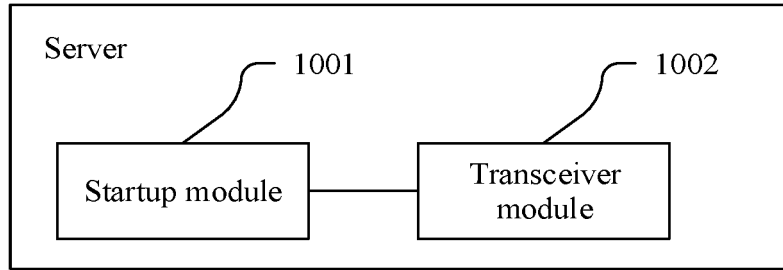 Server
1001
1002
Startup module
Transceiver
module